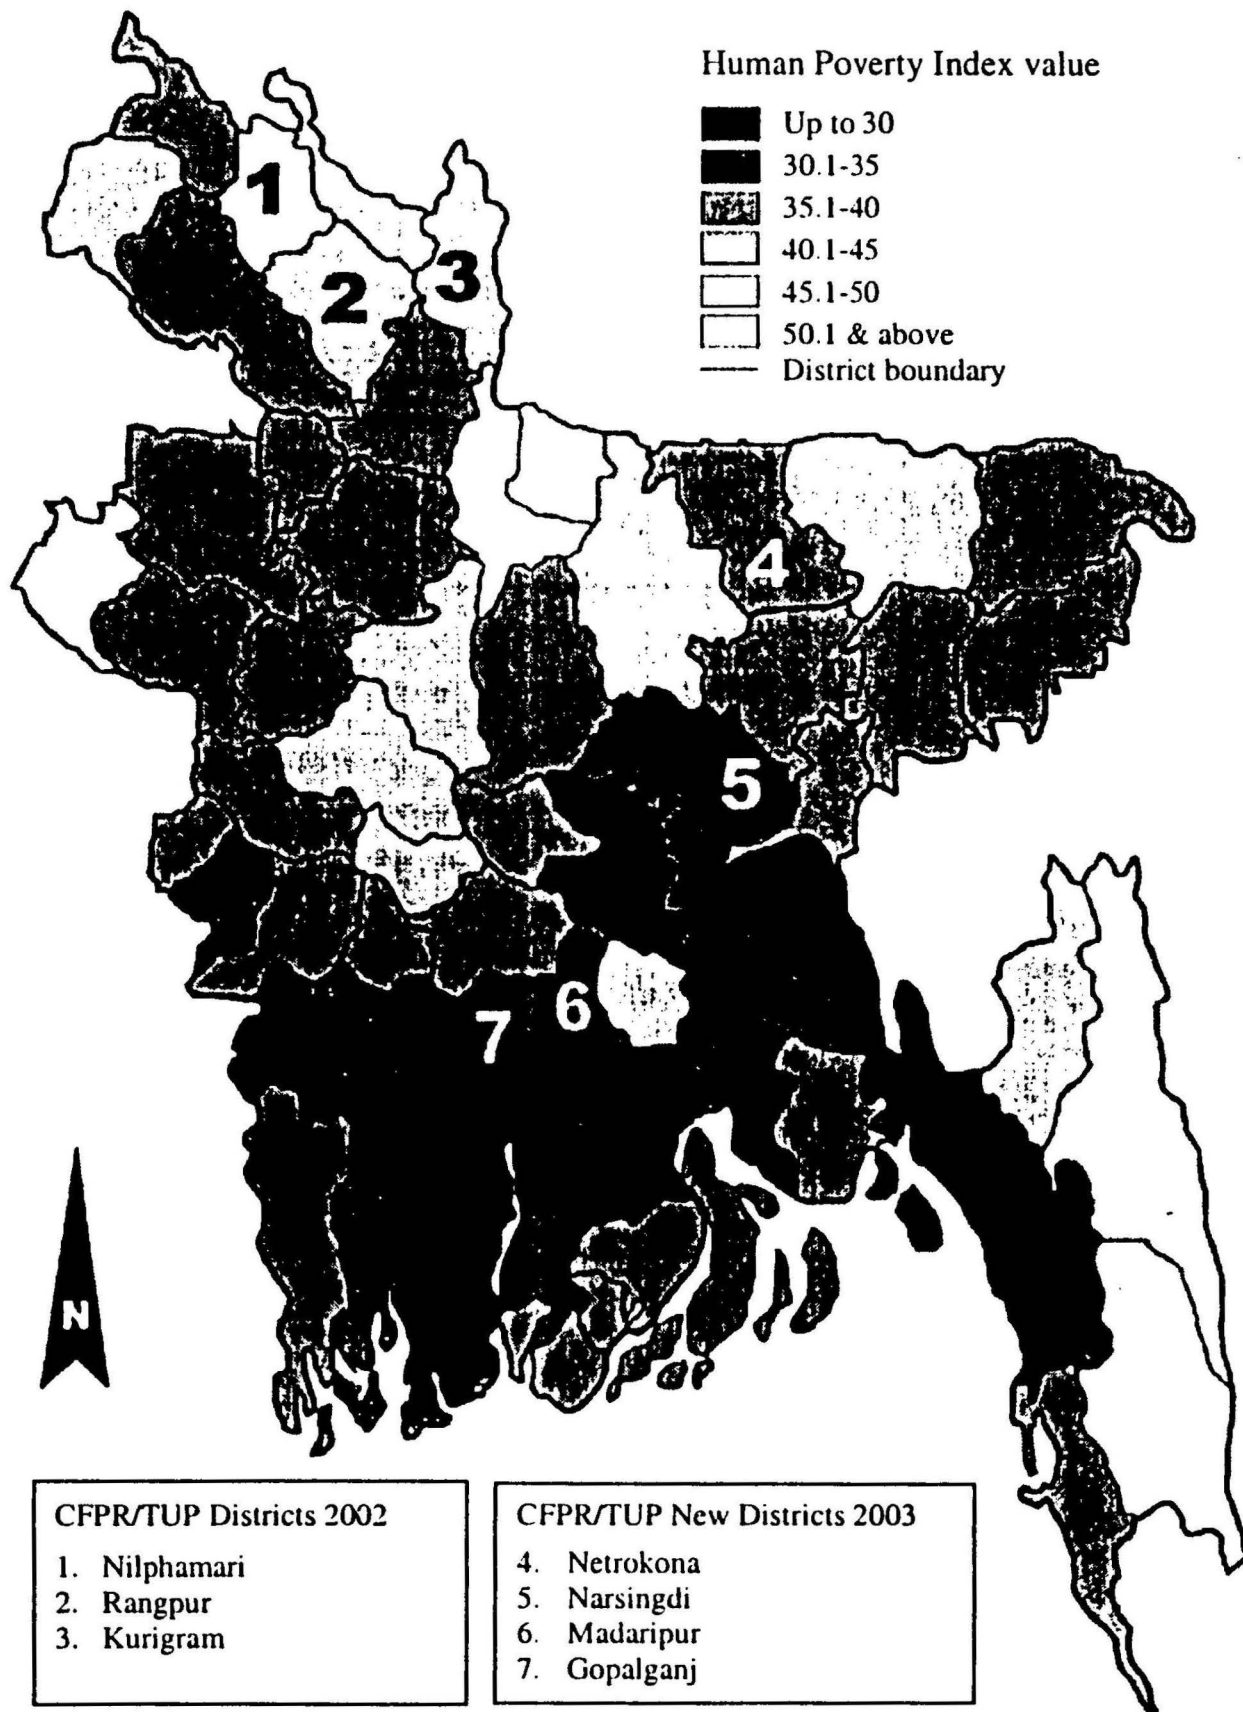 Human Poverty Index value
Up to 30
30.1-35
35.1-40
40.1-45
45.1-50
50.1 & above
District boundary
1
2
3
4
5
6
7
N
CFPR/TUP Districts 2002
1. Nilphamari
2. Rangpur
3. Kurigram
CFPR/TUP New Districts 2003
4. Netrokona
5. Narsingdi
6. Madaripur
7. Gopalganj